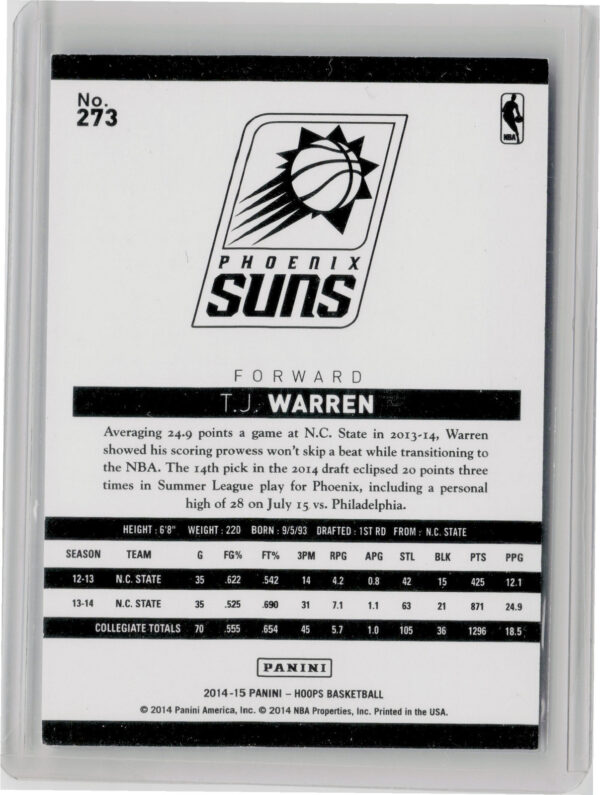 No.
273
NBA
PHOENIX
SUNS
FORWARD
T.J. WARREN
Averaging 24.9 points a game at N.C. State in 2013-14, Warren
showed his scoring prowess won't skip a beat while transitioning to
the NBA. The 14th pick in the 2014 draft eclipsed 20 points three
times in Summer League play for Phoenix, including a personal
high of 28 on July 15 vs. Philadelphia.
HEIGHT : 6'8" WEIGHT : 220 BORN : 9/5/93 DRAFTED : 1ST RD FROM : N.C. STATE
SEASON TEAM G FG% FT% 3PM RPG APG STL BLK PTS PPG
12-13 N.C. STATE 35 .622 .542 14 4.2 0.8 42 15 425 12.1
13-14 N.C. STATE 35 .525 .690 31 7.1 1.1 63 21 871 24.9
COLLEGIATE TOTALS 70 .555 .654 45 5.7 1.0 105 36 1296 18.5
PANINI
2014-15 PANINI – HOOPS BASKETBALL
© 2014 Panini America, Inc. © 2014 NBA Properties, Inc. Printed in the USA.